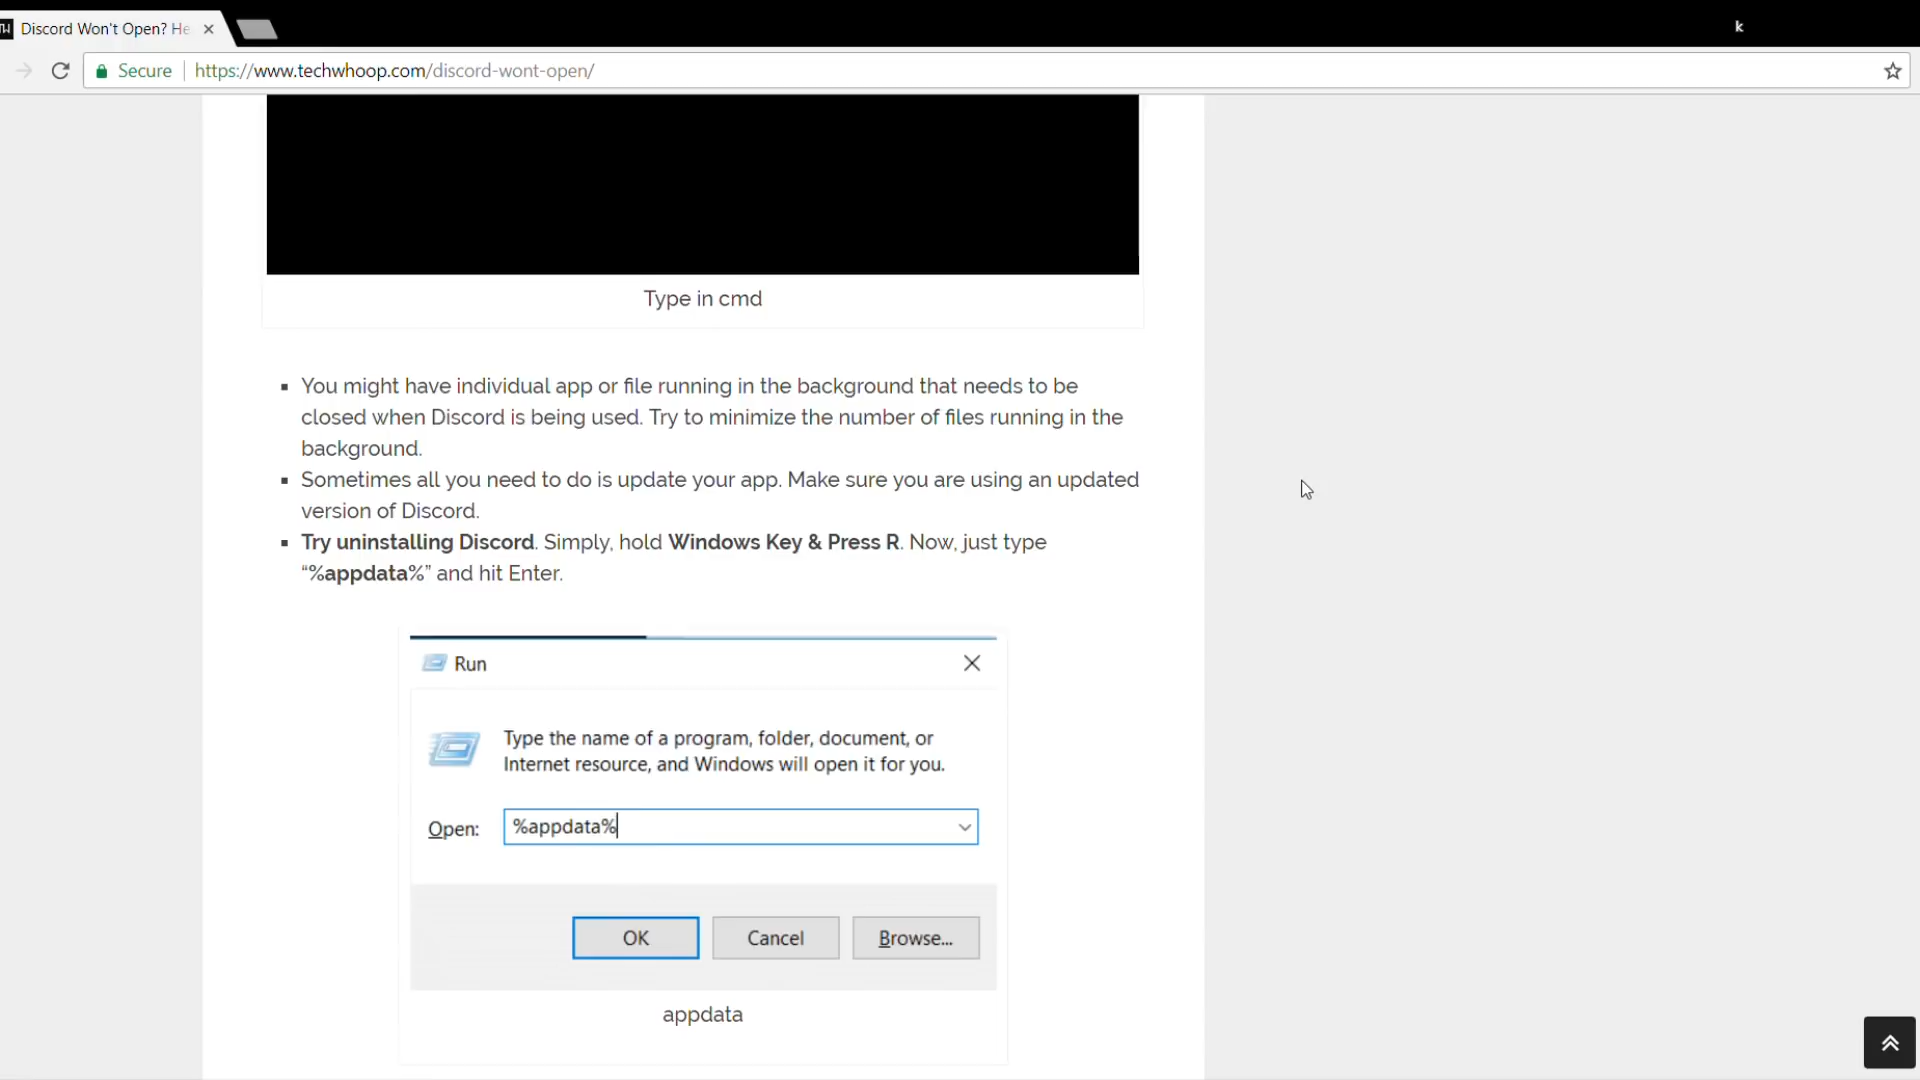 Discord Won't Open? He
k
Secure
https://www.techwhoop.com/discord-wont-open/
Type in cmd
You might have individual app or file running in the background that needs to be
closed when Discord is being used. Try to minimize the number of files running in the
background.
Sometimes all you need to do is update your app. Make sure you are using an updated
version of Discord.
Try uninstalling Discord. Simply, hold Windows Key & Press R. Now, just type
“%appdata%” and hit Enter.
Run
Type the name of a program, folder, document, or
Internet resource, and Windows will open it for you.
Open: %appdata%
OK Cancel Browse...
appdata